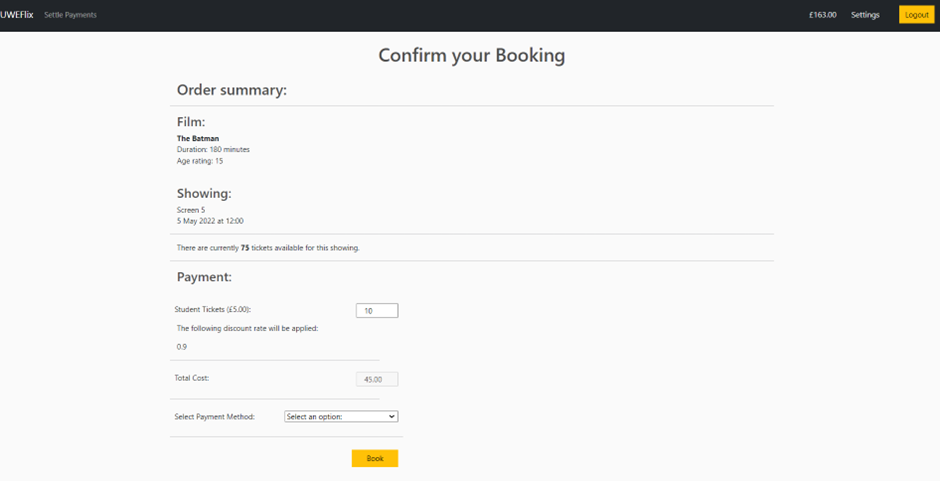 UWEFlix Settle Payments £163.00 Settings Logout
Confirm your Booking
Order summary:
Film:
The Batman
Duration: 180 minutes
Age rating: 15
Showing:
Screen 5
5 May 2022 at 12:00
There are currently 75 tickets available for this showing.
Payment:
Student Tickets (£5.00): 10
The following discount rate will be applied:
0.9
Total Cost: 45.00
Select Payment Method: Select an option:
Book